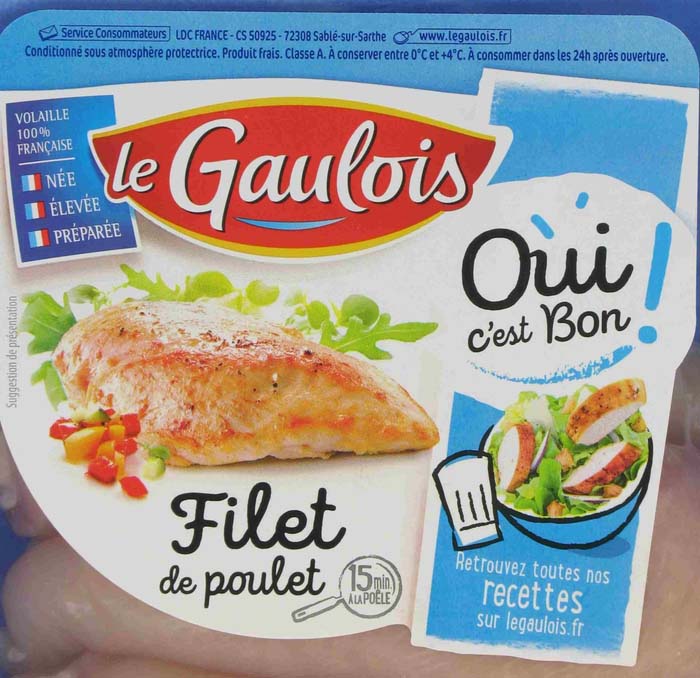 Service Consommateurs LDC FRANCE - CS 50925 - 72308 Sablé-sur-Sarthe www.legaulois.fr
Conditionné sous atmosphère protectrice. Produit frais. Classe A. À conserver entre 0°C et +4°C. À consommer dans les 24h après ouverture.
VOLAILLE
100%
FRANÇAISE
NÉE
ÉLEVÉE
PRÉPARÉE
le Gaulois
Oui !
c'est Bon
Suggestion de présentation
Filet
de poulet
15 min.
À LA POÊLE
Retrouvez toutes nos
recettes
sur legaulois.fr